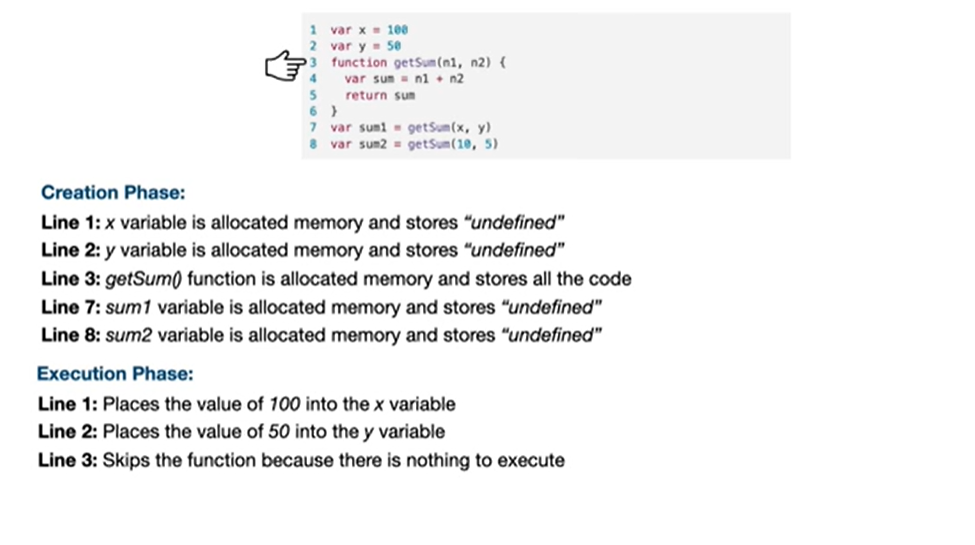 1 var x = 100
2 var y = 50
3 function getSum(n1, n2) {
4 var sum = n1 + n2
5 return sum
6 }
7 var sum1 = getSum(x, y)
8 var sum2 = getSum(10, 5)
Creation Phase:
Line 1: x variable is allocated memory and stores “undefined”
Line 2: y variable is allocated memory and stores “undefined”
Line 3: getSum() function is allocated memory and stores all the code
Line 7: sum1 variable is allocated memory and stores “undefined”
Line 8: sum2 variable is allocated memory and stores “undefined”
Execution Phase:
Line 1: Places the value of 100 into the x variable
Line 2: Places the value of 50 into the y variable
Line 3: Skips the function because there is nothing to execute